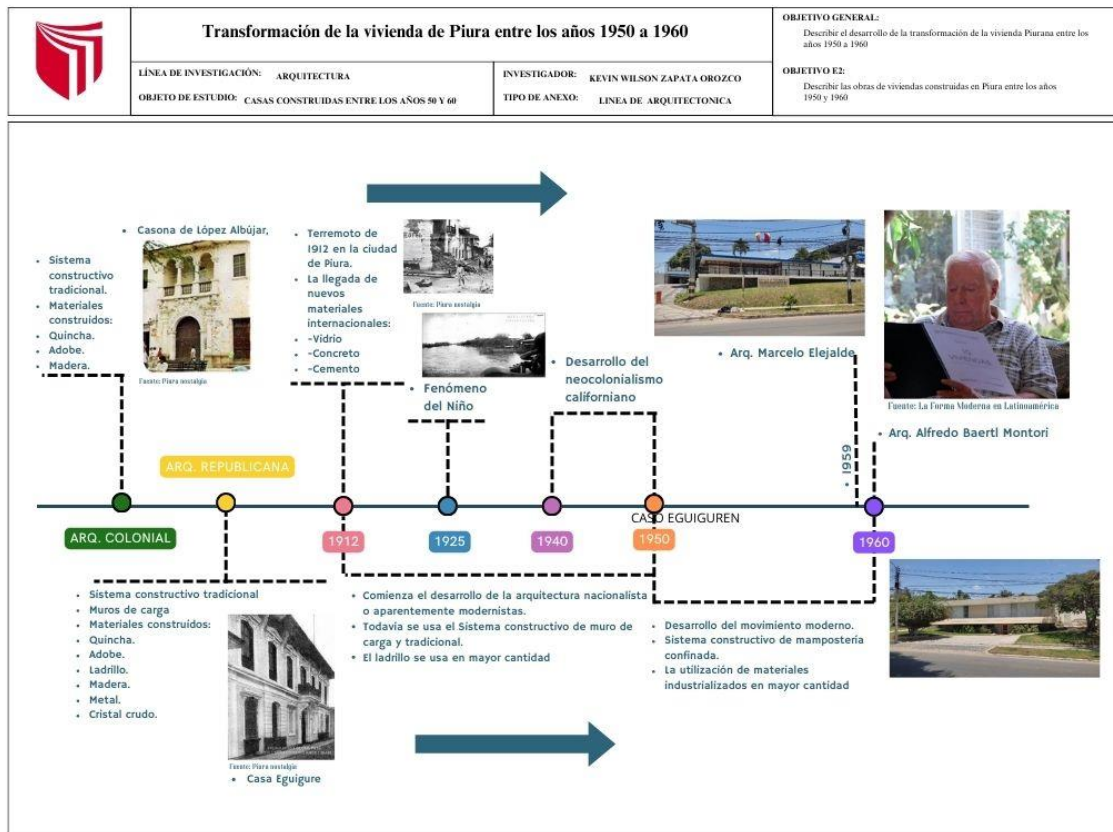 Transformación de la vivienda de Piura entre los años 1950 a 1960
LÍNEA DE INVESTIGACIÓN: ARQUITECTURA
OBJETO DE ESTUDIO: CASAS CONSTRUIDAS ENTRE LOS AÑOS 50 Y 60
INVESTIGADOR: KEVIN WILSON ZAPATA OROZCO
TIPO DE ANEXO: LINEA DE ARQUITECTONICA
OBJETIVO GENERAL:
Describir el desarrollo de la transformación de la vivienda Piurana entre los
años 1950 a 1960
OBJETIVO E2:
Describir las obras de viviendas construidas en Piura entre los años
1950 y 1960
• Sistema
constructivo
tradicional.
• Materiales
construídos:
• Quincha.
• Adobe.
• Madera.
• Casona de López Albújar,
Fuente: Piura nostalgia
• Terremoto de
1912 en la ciudad
de Piura.
• La llegada de
nuevos
materiales
internacionales:
• -Vidrio
• -Concreto
• -Cemento
Fuente: Piura nostalgia
• Fenómeno
del Niño
• Desarrollo del
neocolonialismo
californiano
• Arq. Marcelo Elejalde
VIVIENDAS
Fuente: La Forma Moderna en Latinoamérica
• Arq. Alfredo Baertl Montori
• 1959
ARQ. REPUBLICANA
ARQ. COLONIAL
1912
1925
1940
CASO EGUIGUREN
1950
1960
• Sistema constructivo tradicional
• Muros de carga
• Materiales construídos:
• Quincha.
• Adobe.
• Ladrillo.
• Madera.
• Metal.
• Cristal crudo.
Fuente: Piura nostalgia
• Casa Eguigure
• Comienza el desarrollo de la arquitectura nacionalista
o aparentemente modernistas.
• Todavia se usa el Sistema constructivo de muro de
carga y tradicional.
• El ladrillo se usa en mayor cantidad
• Desarrollo del movimiento moderno.
• Sistema constructivo de mampostería
confinada.
• La utilización de materiales
industrializados en mayor cantidad